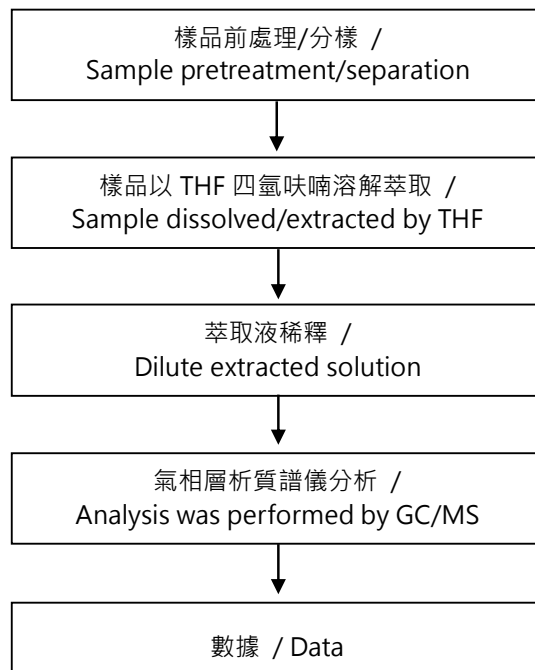 樣品前處理/分樣 /
Sample pretreatment/separation
樣品以 THF 四氫呋喃溶解萃取 /
Sample dissolved/extracted by THF
萃取液稀釋 /
Dilute extracted solution
氣相層析質譜儀分析 /
Analysis was performed by GC/MS
數據 / Data